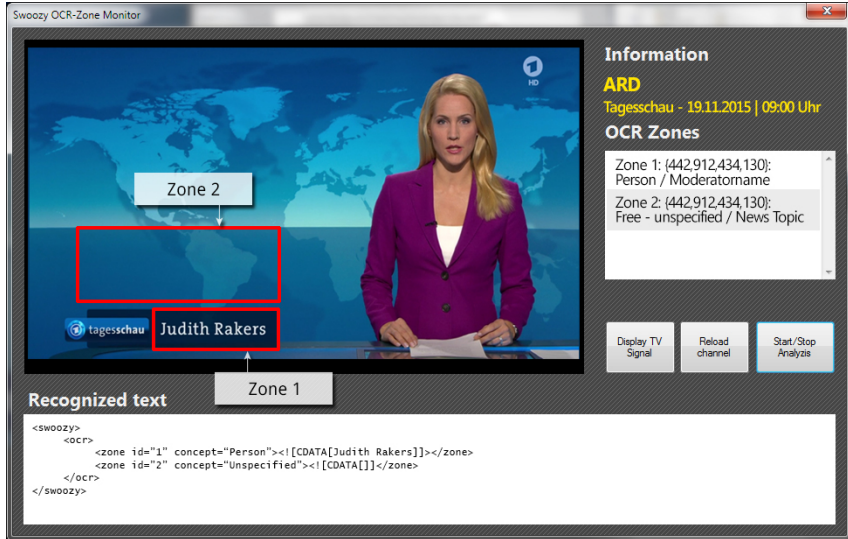 Swoozy OCR-Zone Monitor
x
1
HD
Zone 2
tagesschau
Judith Rakers
Zone 1
Information
ARD
Tagesschau - 19.11.2015 | 09:00 Uhr
OCR Zones
Zone 1: {442,912,434,130}:
Person / Moderatorname
Zone 2: {442,912,434,130}:
Free - unspecified / News Topic
Display TV
Signal
Reload
channel
Start/Stop
Analyzis
Recognized text
<swoozy>
<ocr>
<zone id="1" concept="Person"><![CDATA[Judith Rakers]]></zone>
<zone id="2" concept="Unspecified"><![CDATA[]]</zone>
</ocr>
</swoozy>